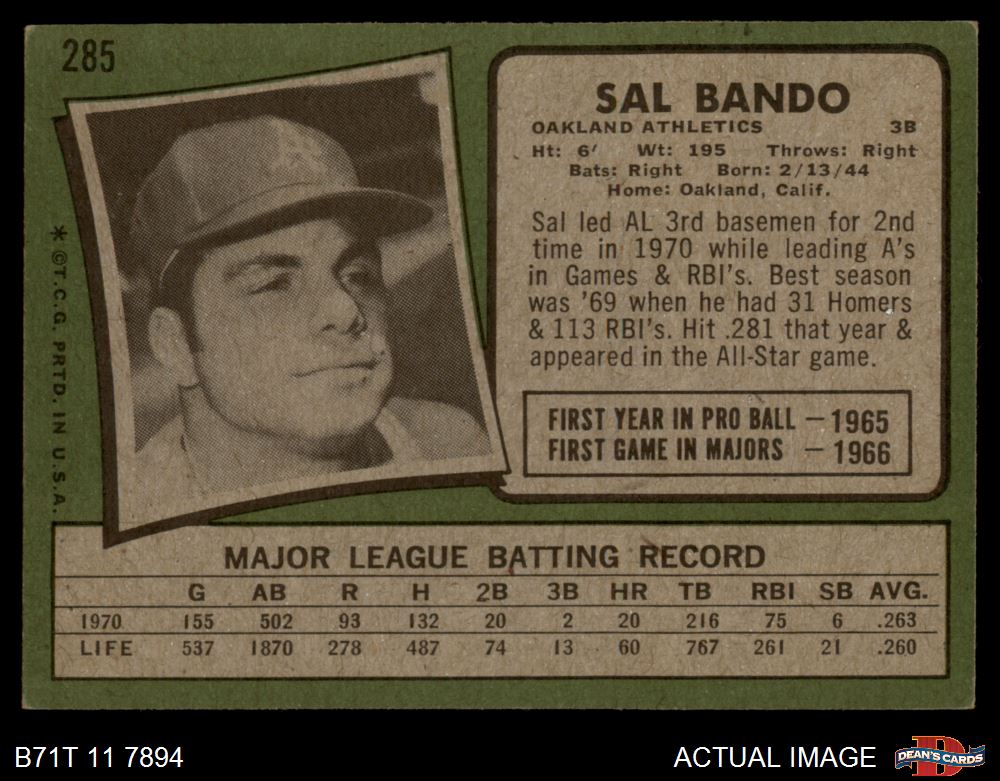 285
SAL BANDO
OAKLAND ATHLETICS 3B
Ht: 6' Wt: 195 Throws: Right
Bats: Right Born: 2/13/44
Home: Oakland, Calif.
Sal led AL 3rd basemen for 2nd
time in 1970 while leading A's
in Games & RBI's. Best season
was '69 when he had 31 Homers
& 113 RBI's. Hit .281 that year &
appeared in the All-Star game.
FIRST YEAR IN PRO BALL — 1965
FIRST GAME IN MAJORS — 1966
* ©T.C.G. PRTD. IN U.S.A.
MAJOR LEAGUE BATTING RECORD
G AB R H 2B 3B HR TB RBI SB AVG.
1970 155 502 93 132 20 2 20 216 75 6 .263
LIFE 537 1870 278 487 74 13 60 767 261 21 .260
B71T 11 7894
ACTUAL IMAGE
DEAN'S CARDS